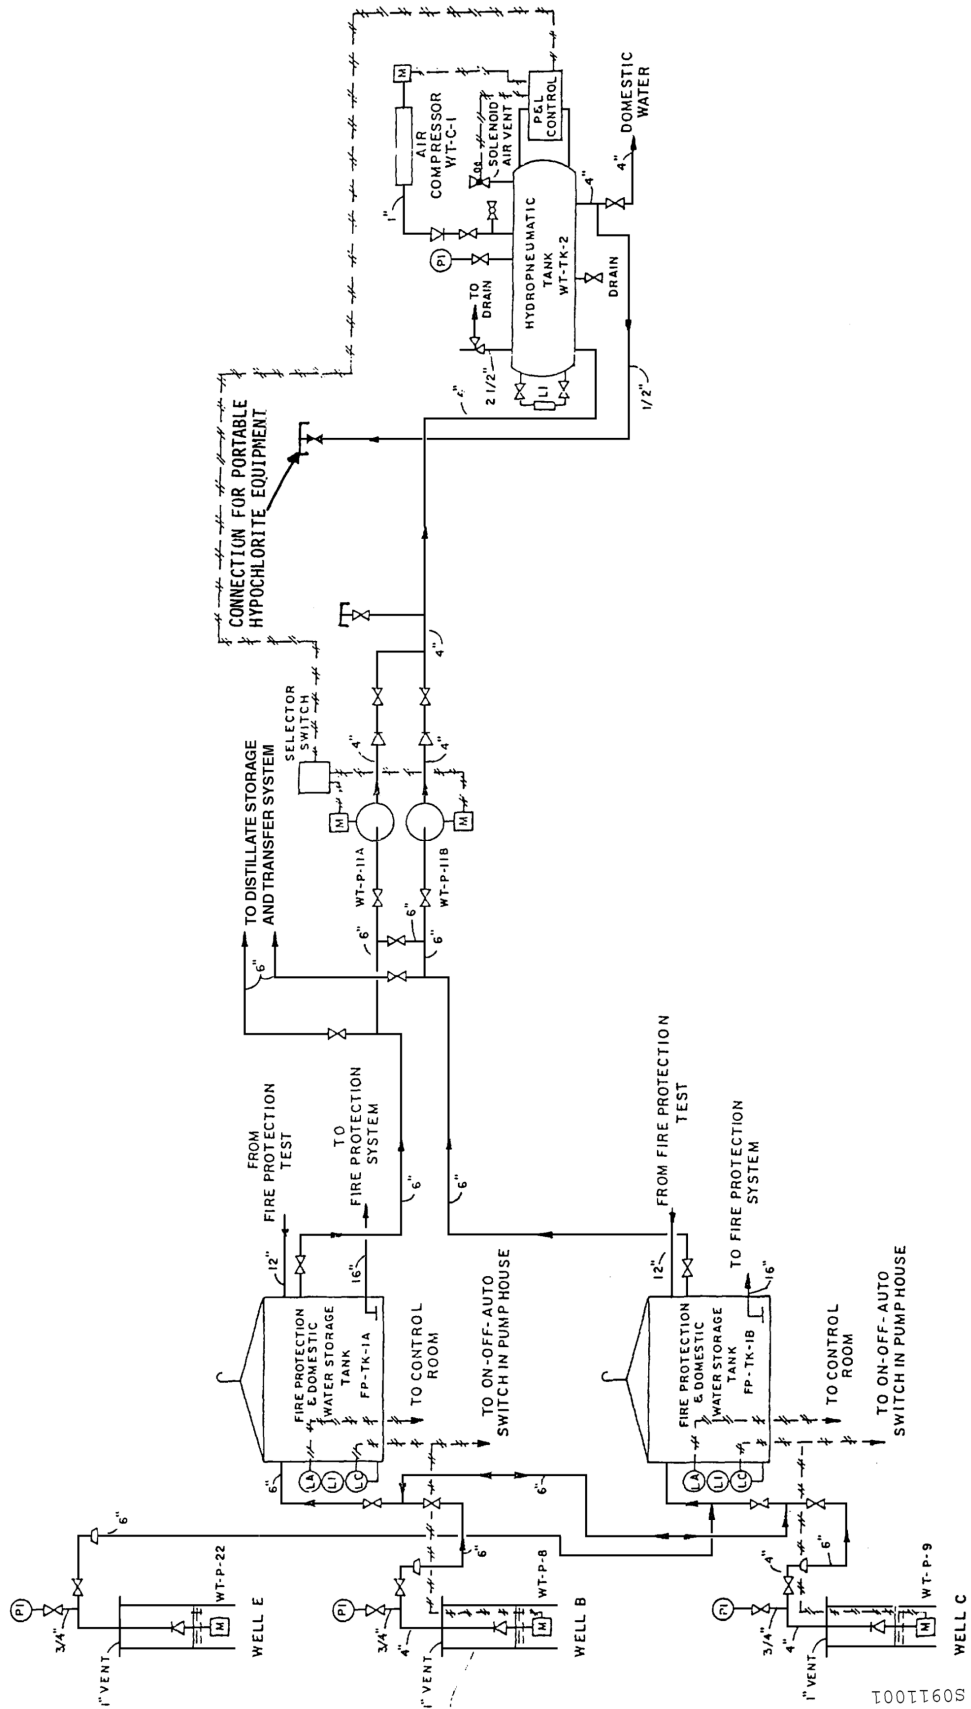 WELL E
WT-P-22
1" VENT
3/4"
PI
M
6"
WELL B
WT-P-8
1" VENT
4"
3/4"
PI
M
6"
WELL C
WT-P-9
1" VENT
4"
3/4"
PI
M
4"
6"
6"
6"
FIRE PROTECTION
& DOMESTIC
WATER STORAGE
TANK
FP-TK-1A
LA
LI
LC
TO CONTROL
ROOM
TO ON-OFF-AUTO
SWITCH IN PUMP HOUSE
12"
16"
FROM
FIRE PROTECTION
TEST
TO
FIRE PROTECTION
SYSTEM
6"
FIRE PROTECTION
& DOMESTIC
WATER STORAGE
TANK
FP-TK-1B
LA
LI
LC
TO CONTROL
ROOM
TO ON-OFF-AUTO
SWITCH IN PUMP HOUSE
12"
16"
FROM FIRE PROTECTION
TEST
TO FIRE PROTECTION
SYSTEM
6"
6"
TO DISTILLATE STORAGE
AND TRANSFER SYSTEM
6"
6"
6"
WT-P-11A
WT-P-11B
M
M
4"
4"
SELECTOR
SWITCH
4"
CONNECTION FOR PORTABLE
HYPOCHLORITE EQUIPMENT
2 1/2"
TO
DRAIN
LI
PI
HYDROPNEUMATIC
TANK
WT-TK-2
DRAIN
1/2"
1"
AIR
COMPRESSOR
WT-C-1
M
SOLENOID
AIR VENT
P&L
CONTROL
4"
4"
DOMESTIC
WATER
S0911001